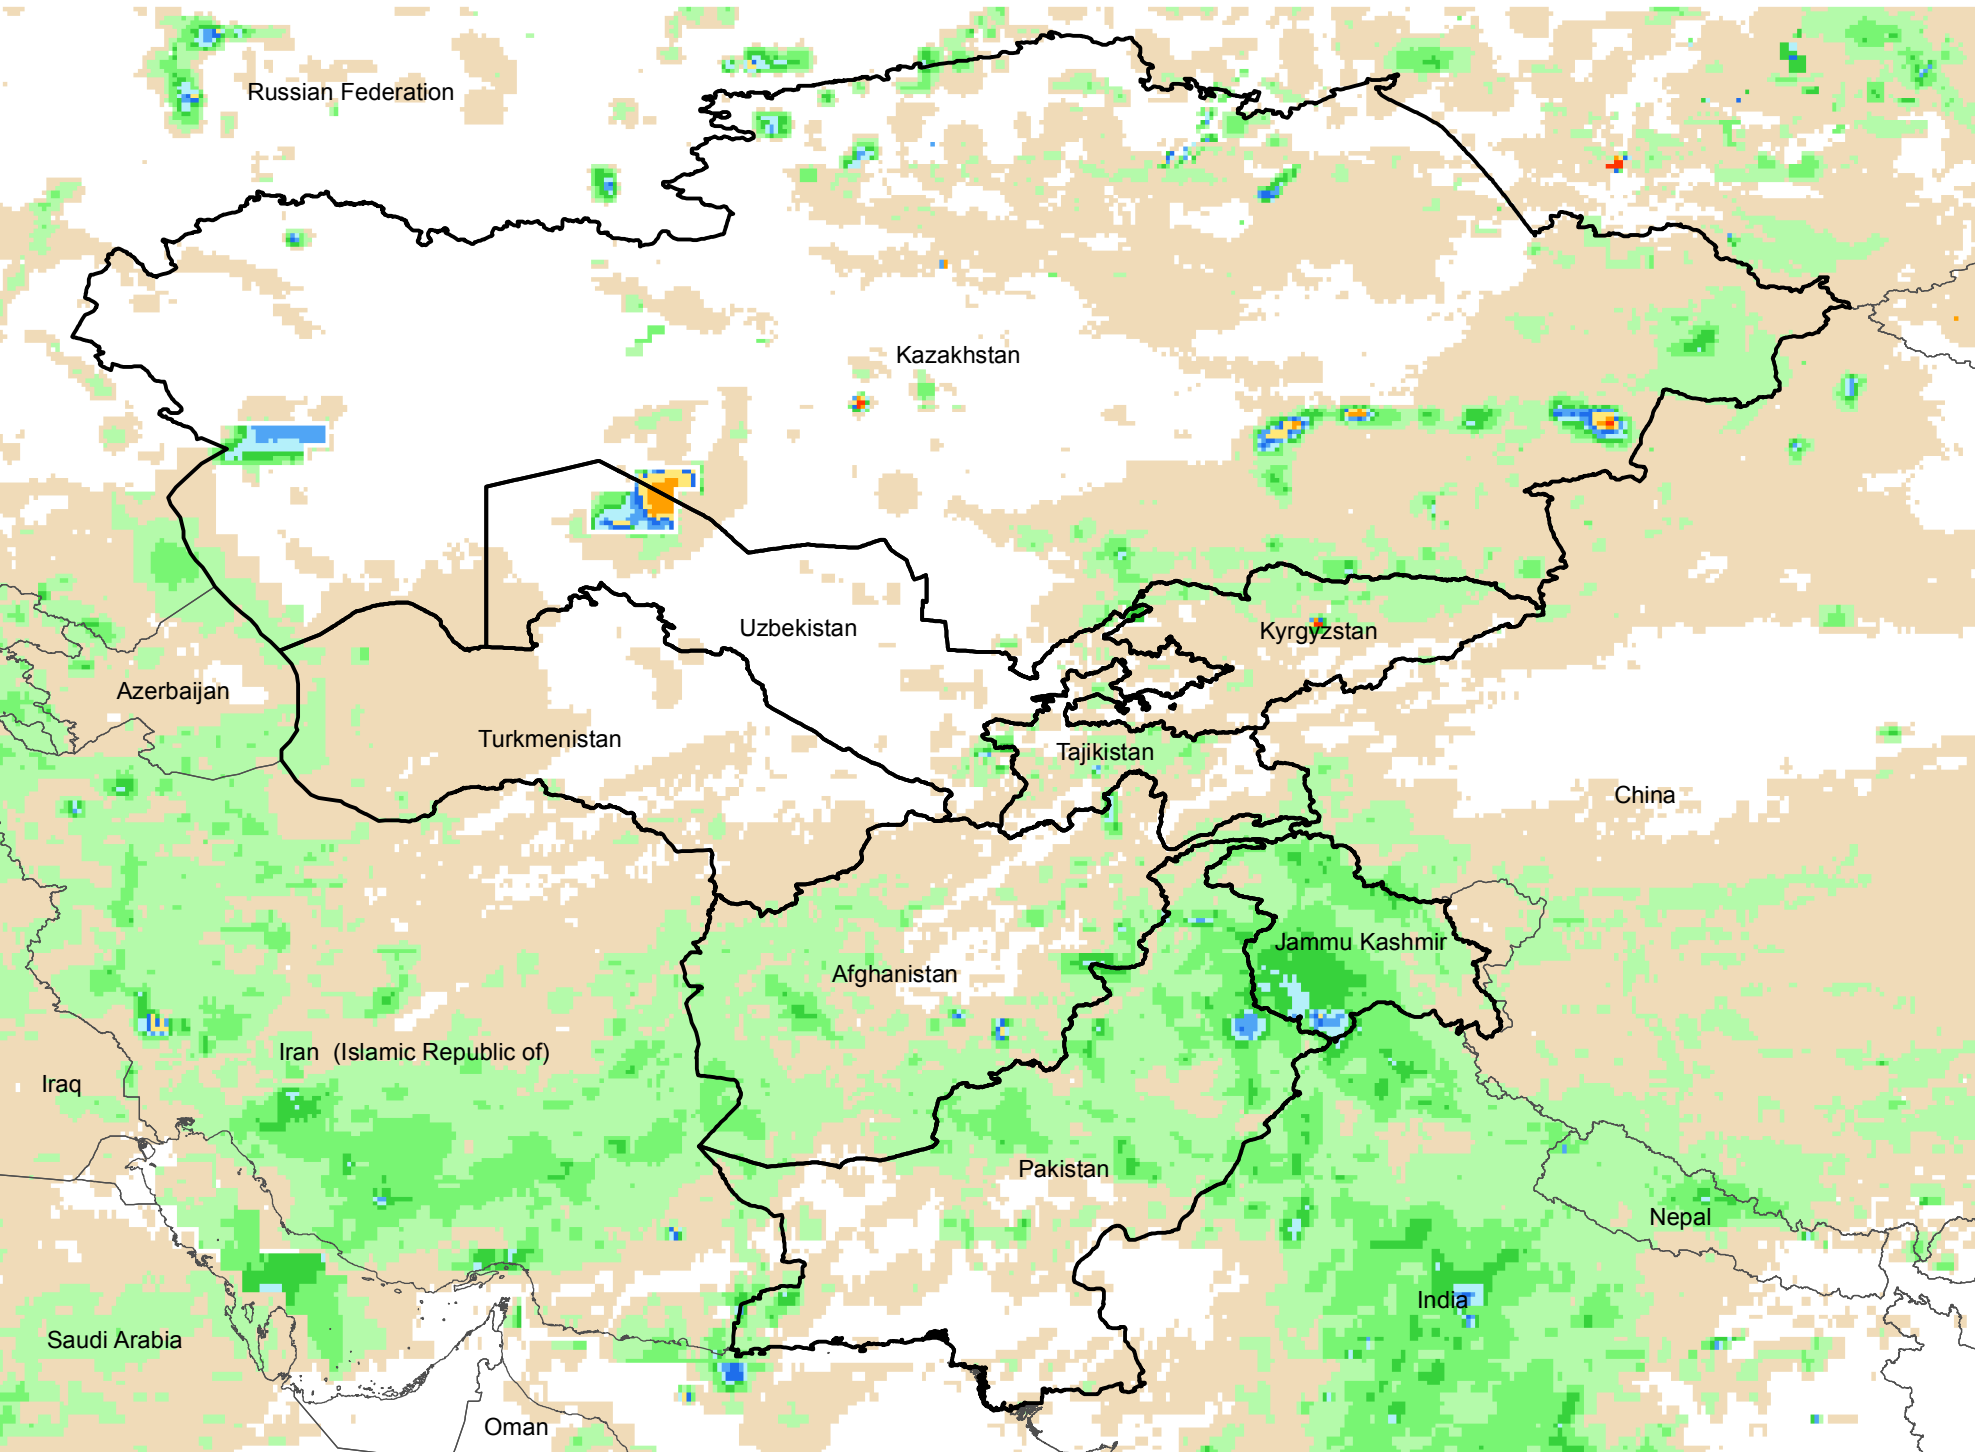 Russian Federation
Kazakhstan
Uzbekistan
Kyrgyzstan
Azerbaijan
Turkmenistan
Tajikistan
China
Jammu Kashmir
Afghanistan
Iran  (Islamic Republic of)
Iraq
Pakistan
Nepal
India
Saudi Arabia
Oman